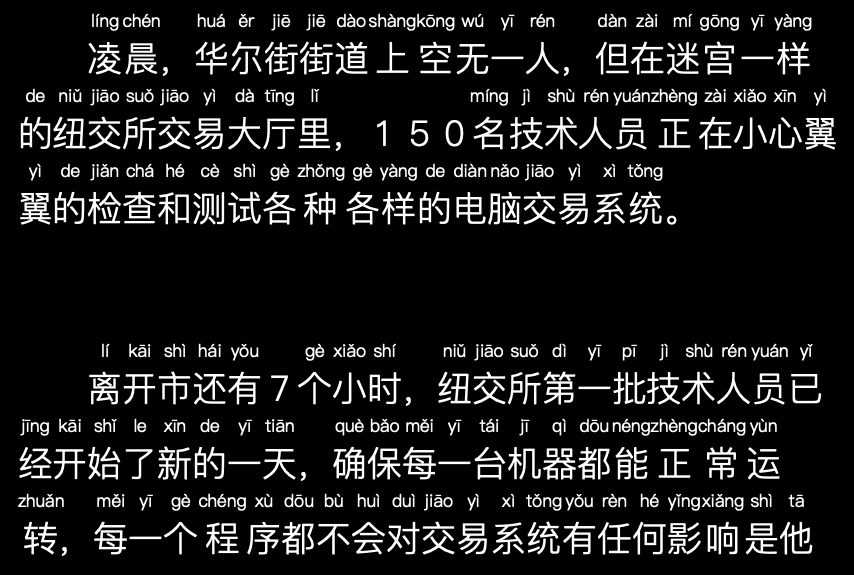 líng chén huá ěr jiē jiē dào shàng kōng wú yī rén dàn zài mí gōng yī yàng
凌晨，华尔街街道上空无一人，但在迷宫一样
de niǔ jiāo suǒ jiāo yì dà tīng lǐ míng jì shù rén yuán zhèng zài xiǎo xīn yì
的纽交所交易大厅里，１５０名技术人员正在小心翼
yì de jiǎn chá hé cè shì gè zhǒng gè yàng de diàn nǎo jiāo yì xì tǒng
翼的检查和测试各种各样的电脑交易系统。
lí kāi shì hái yǒu gè xiǎo shí niǔ jiāo suǒ dì yī pī jì shù rén yuán yǐ
离开市还有７个小时，纽交所第一批技术人员已
jīng kāi shǐ le xīn de yī tiān què bǎo měi yī tái jī qì dōu néng zhèng cháng yùn
经开始了新的一天，确保每一台机器都能正常运
zhuǎn měi yī gè chéng xù dōu bù huì duì jiāo yì xì tǒng yǒu rèn hé yǐng xiǎng shì tā
转，每一个程序都不会对交易系统有任何影响是他